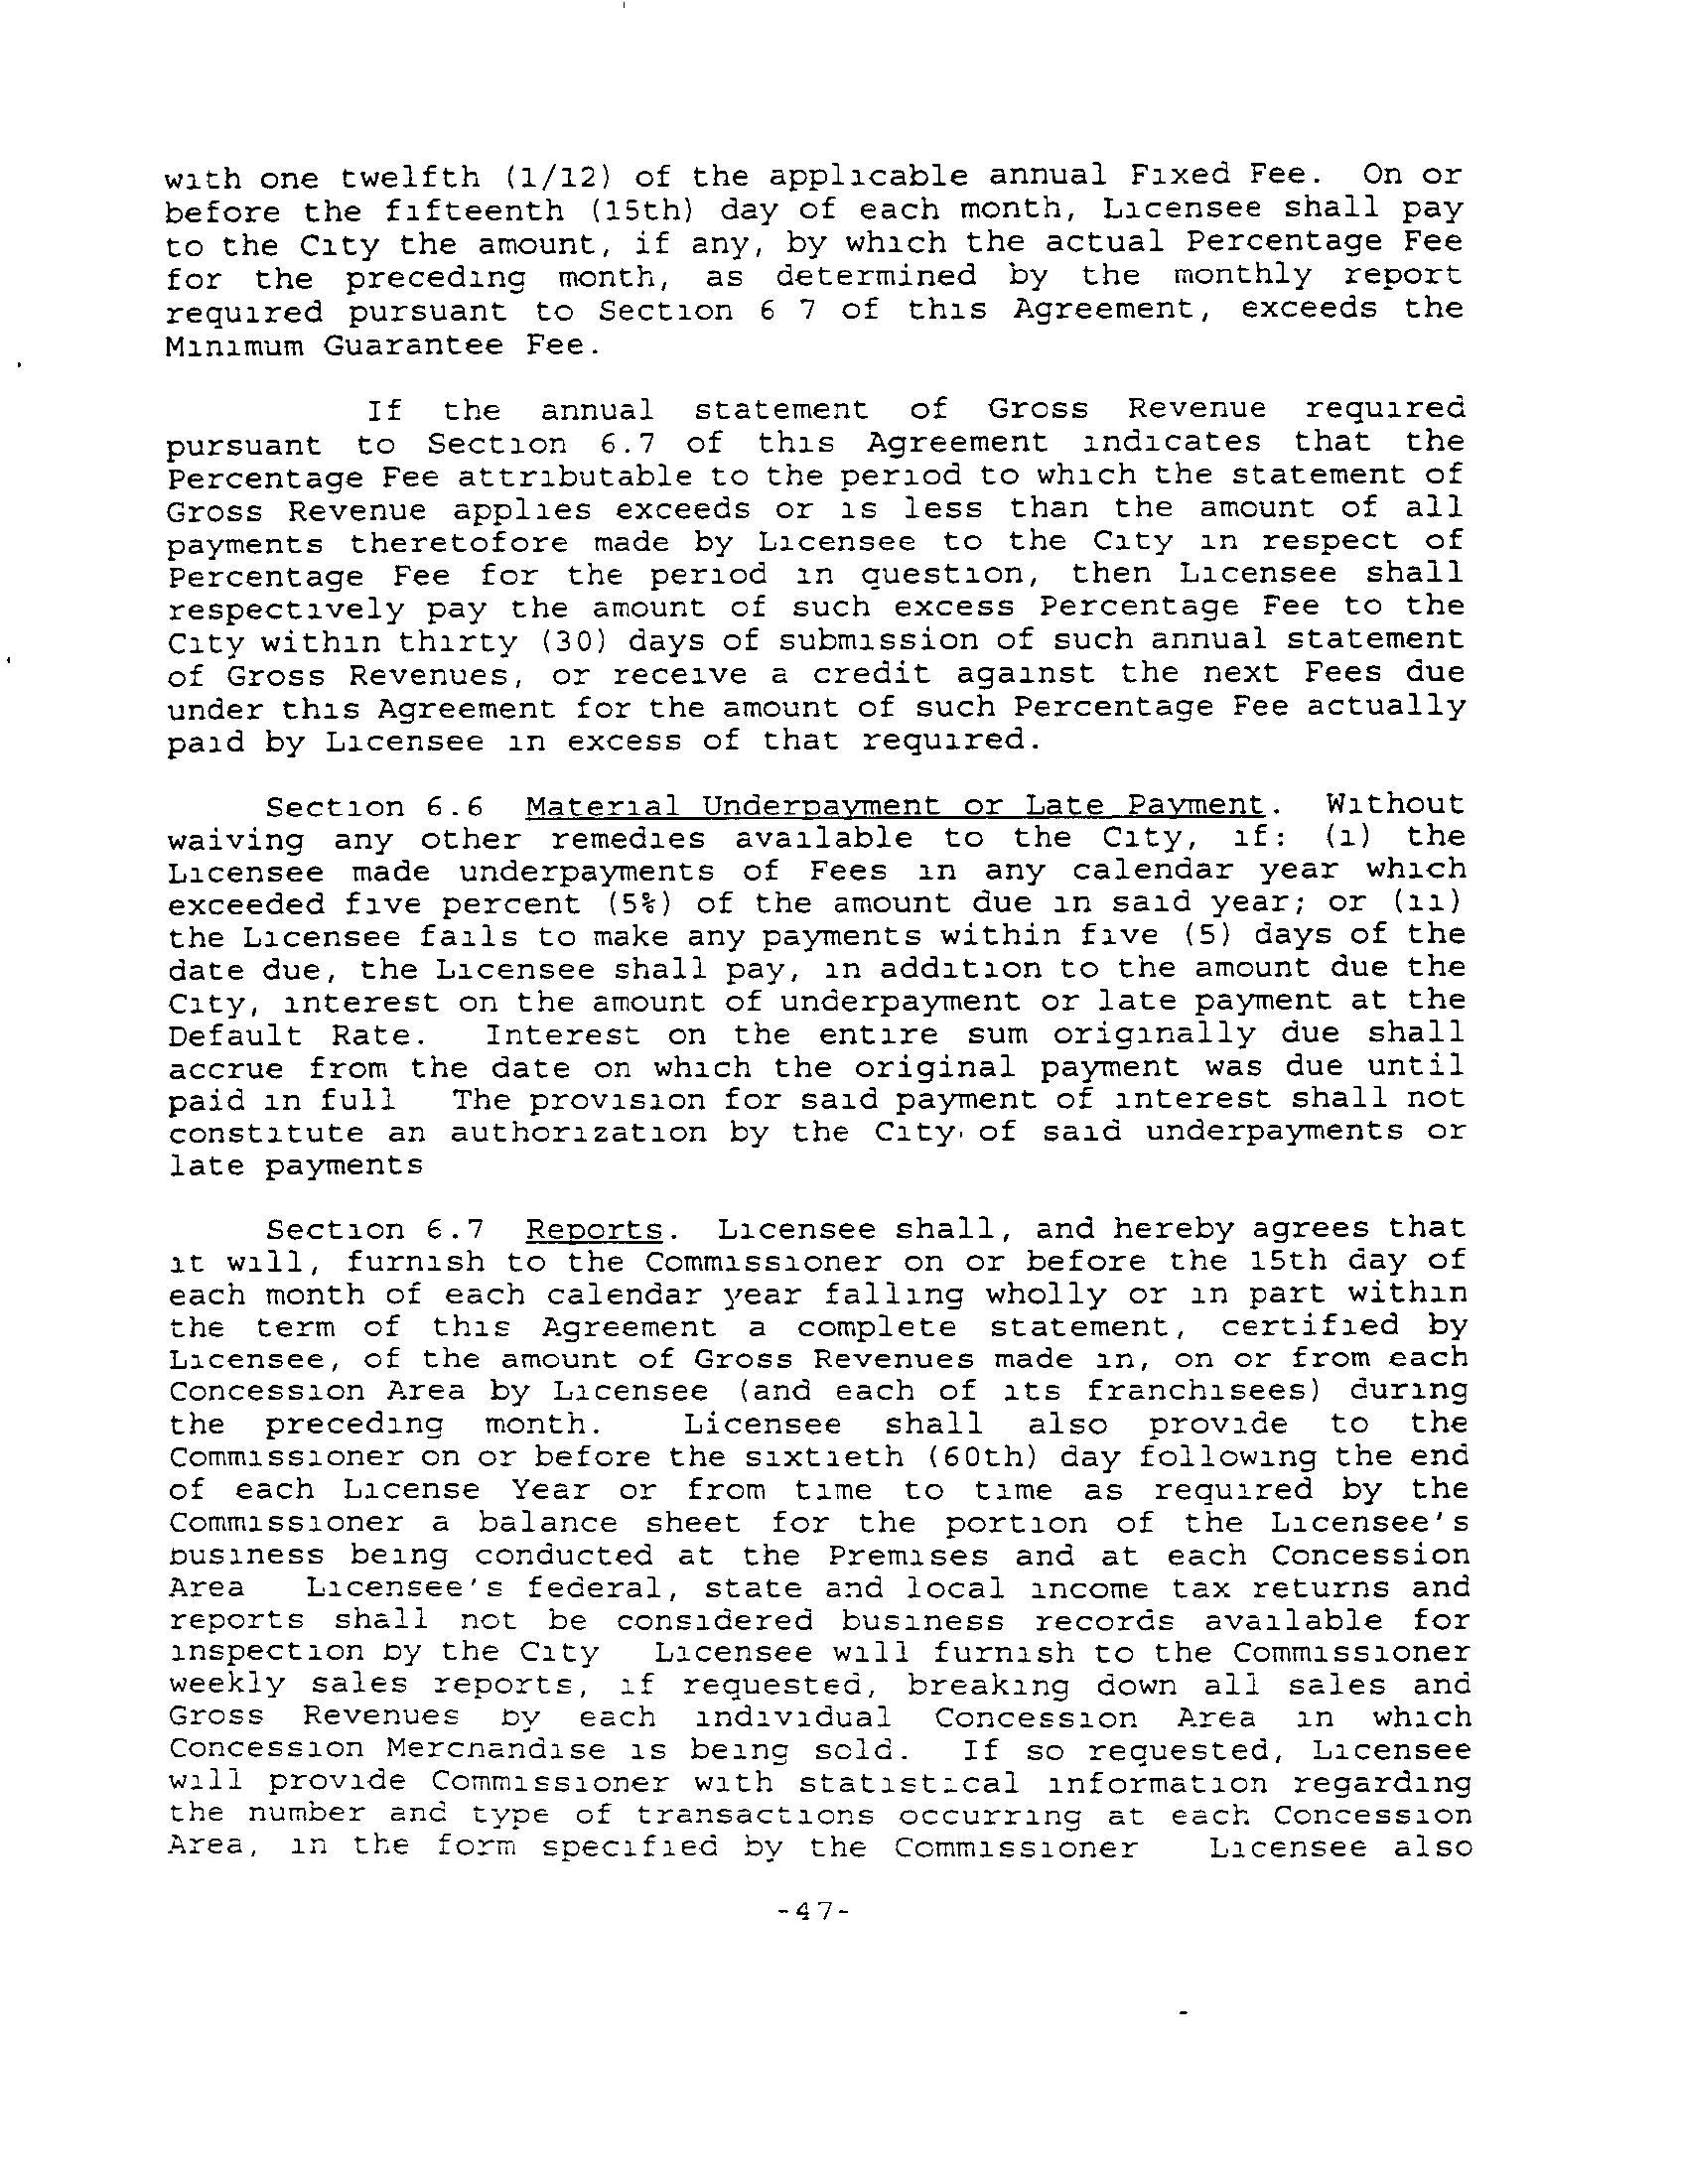 with one twelfth (1/12) of the applicable annual Fixed Fee. On or
before the fifteenth (15th) day of each month, Licensee shall pay
to the City the amount, if any, by which the actual Percentage Fee
for the preceding month, as determined by the monthly report
required pursuant to Section 6 7 of this Agreement, exceeds the
Minimum Guarantee Fee.
If the annual statement of Gross Revenue required
pursuant to Section 6.7 of this Agreement indicates that the
Percentage Fee attributable to the period to which the statement of
Gross Revenue applies exceeds or is less than the amount of all
payments theretofore made by Licensee to the City in respect of
Percentage Fee for the period in question, then Licensee shall
respectively pay the amount of such excess Percentage Fee to the
City within thirty (30) days of submission of such annual statement
of Gross Revenues, or receive a credit against the next Fees due
under this Agreement for the amount of such Percentage Fee actually
paid by Licensee in excess of that required.
Section 6.6 Material Underpayment or Late Payment. Without
waiving any other remedies available to the City, if: (i) the
Licensee made underpayments of Fees in any calendar year which
exceeded five percent (5%) of the amount due in said year; or (ii)
the Licensee fails to make any payments within five (5) days of the
date due, the Licensee shall pay, in addition to the amount due the
City, interest on the amount of underpayment or late payment at the
Default Rate. Interest on the entire sum originally due shall
accrue from the date on which the original payment was due until
paid in full The provision for said payment of interest shall not
constitute an authorization by the City of said underpayments or
late payments
Section 6.7 Reports. Licensee shall, and hereby agrees that
it will, furnish to the Commissioner on or before the 15th day of
each month of each calendar year falling wholly or in part within
the term of this Agreement a complete statement, certified by
Licensee, of the amount of Gross Revenues made in, on or from each
Concession Area by Licensee (and each of its franchisees) during
the preceding month. Licensee shall also provide to the
Commissioner on or before the sixtieth (60th) day following the end
of each License Year or from time to time as required by the
Commissioner a balance sheet for the portion of the Licensee's
business being conducted at the Premises and at each Concession
Area Licensee's federal, state and local income tax returns and
reports shall not be considered business records available for
inspection by the City Licensee will furnish to the Commissioner
weekly sales reports, if requested, breaking down all sales and
Gross Revenues by each individual Concession Area in which
Concession Merchandise is being sold. If so requested, Licensee
will provide Commissioner with statistical information regarding
the number and type of transactions occurring at each Concession
Area, in the form specified by the Commissioner Licensee also
-47-